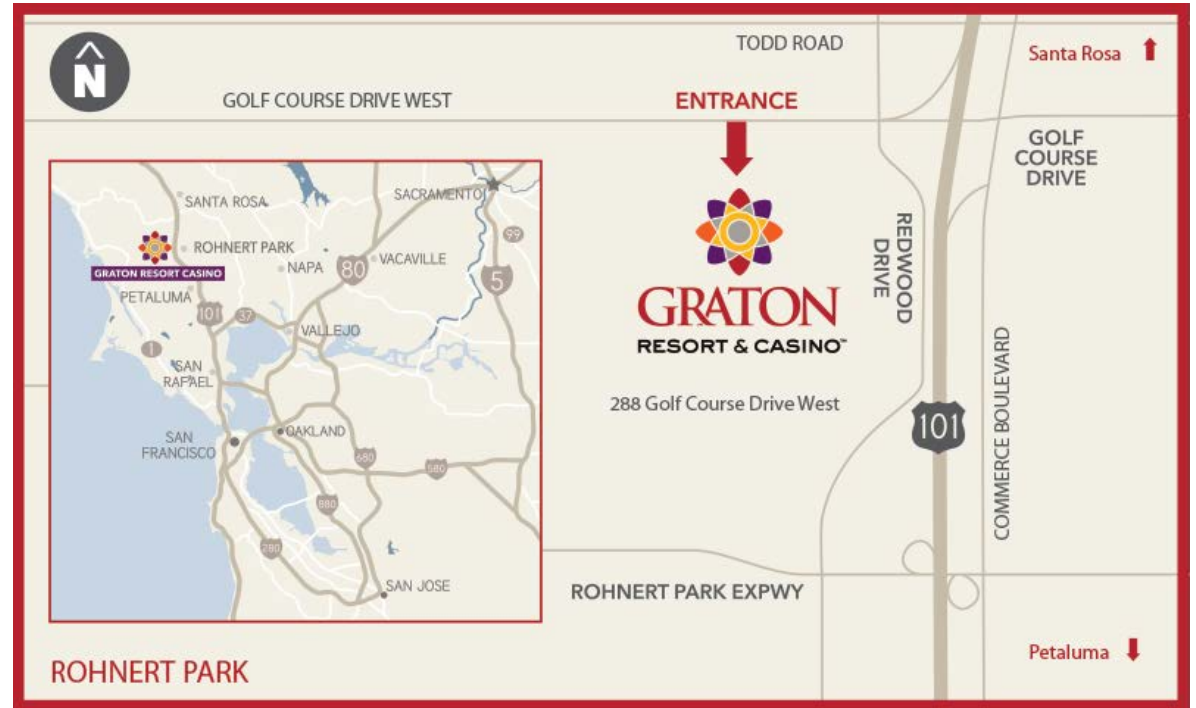 TODD ROAD
Santa Rosa
N
GOLF COURSE DRIVE WEST
ENTRANCE
GOLF
COURSE
DRIVE
REDWOOD
DRIVE
GRATON
RESORT & CASINO™
288 Golf Course Drive West
101
COMMERCE BOULEVARD
ROHNERT PARK EXPWY
Petaluma
ROHNERT PARK
SANTA ROSA
SACRAMENTO
99
ROHNERT PARK
GRATON RESORT CASINO
NAPA
80
VACAVILLE
5
PETALUMA
101
37
VALLEJO
1
SAN
RAFAEL
SAN
FRANCISCO
OAKLAND
680
580
880
280
SAN JOSE